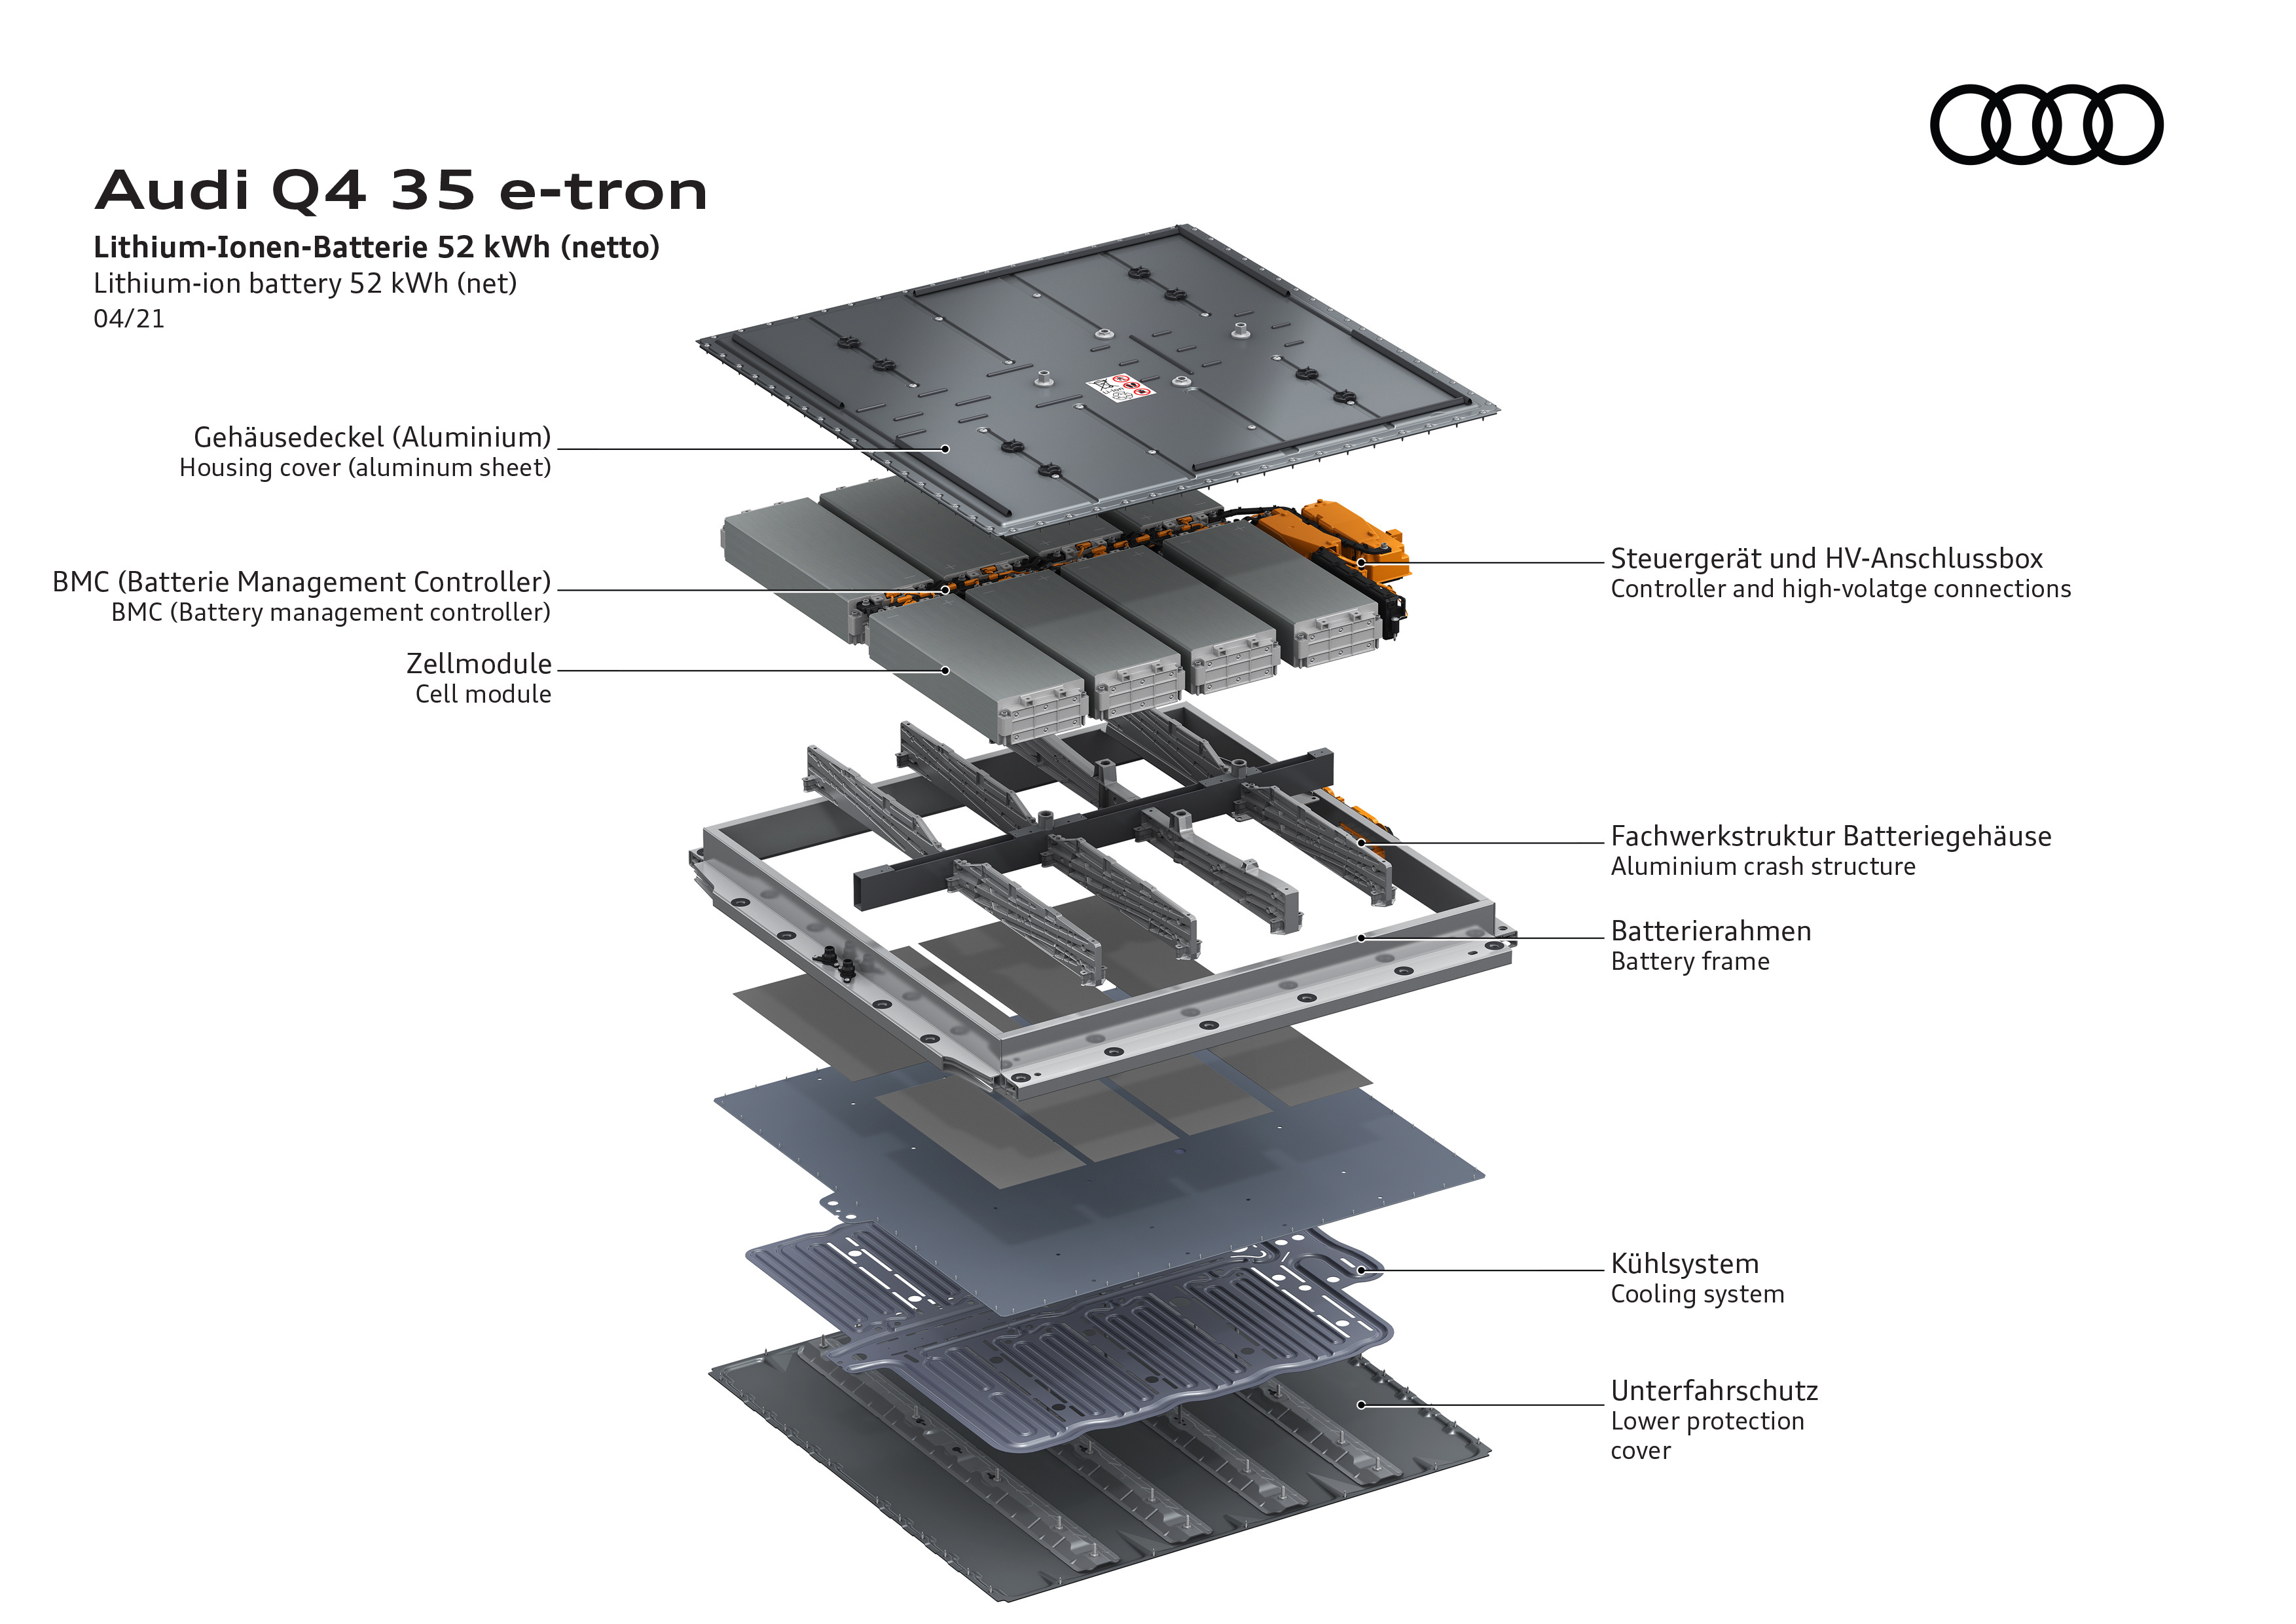 Audi Q4 35 e-tron
Lithium-Ionen-Batterie 52 kWh (netto)
Lithium-ion battery 52 kWh (net)
04/21
Gehäusedeckel (Aluminium)
Housing cover (aluminum sheet)
BMC (Batterie Management Controller)
BMC (Battery management controller)
Zellmodule
Cell module
Steuergerät und HV-Anschlussbox
Controller and high-volatge connections
Fachwerkstruktur Batteriegehäuse
Aluminium crash structure
Batterierahmen
Battery frame
Kühlsystem
Cooling system
Unterfahrschutz
Lower protection
cover